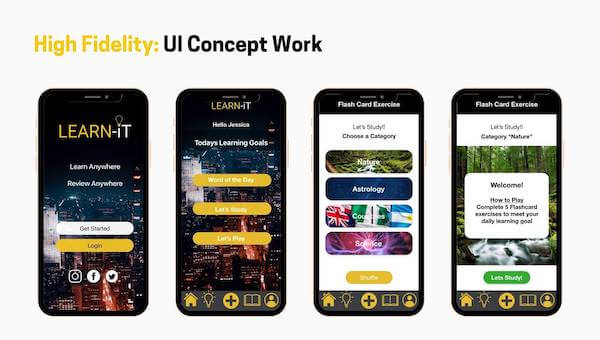 High Fidelity: UI Concept Work
LEARN-iT
Learn Anywhere
Review Anywhere
Get Started
Login
LEARN-iT
Hello Jessica
Todays Learning Goals
Word of the Day
Let's Study
Let's Play
Flash Card Exercise
Let's Study!!
Choose a Category
Nature
Astrology
Countries
Science
Shuffle
Flash Card Exercise
Let's Study!!
Category "Nature"
Welcome!
How to Play
Complete 5 Flashcard
exercises to meet your
daily learning goal
Lets Study!